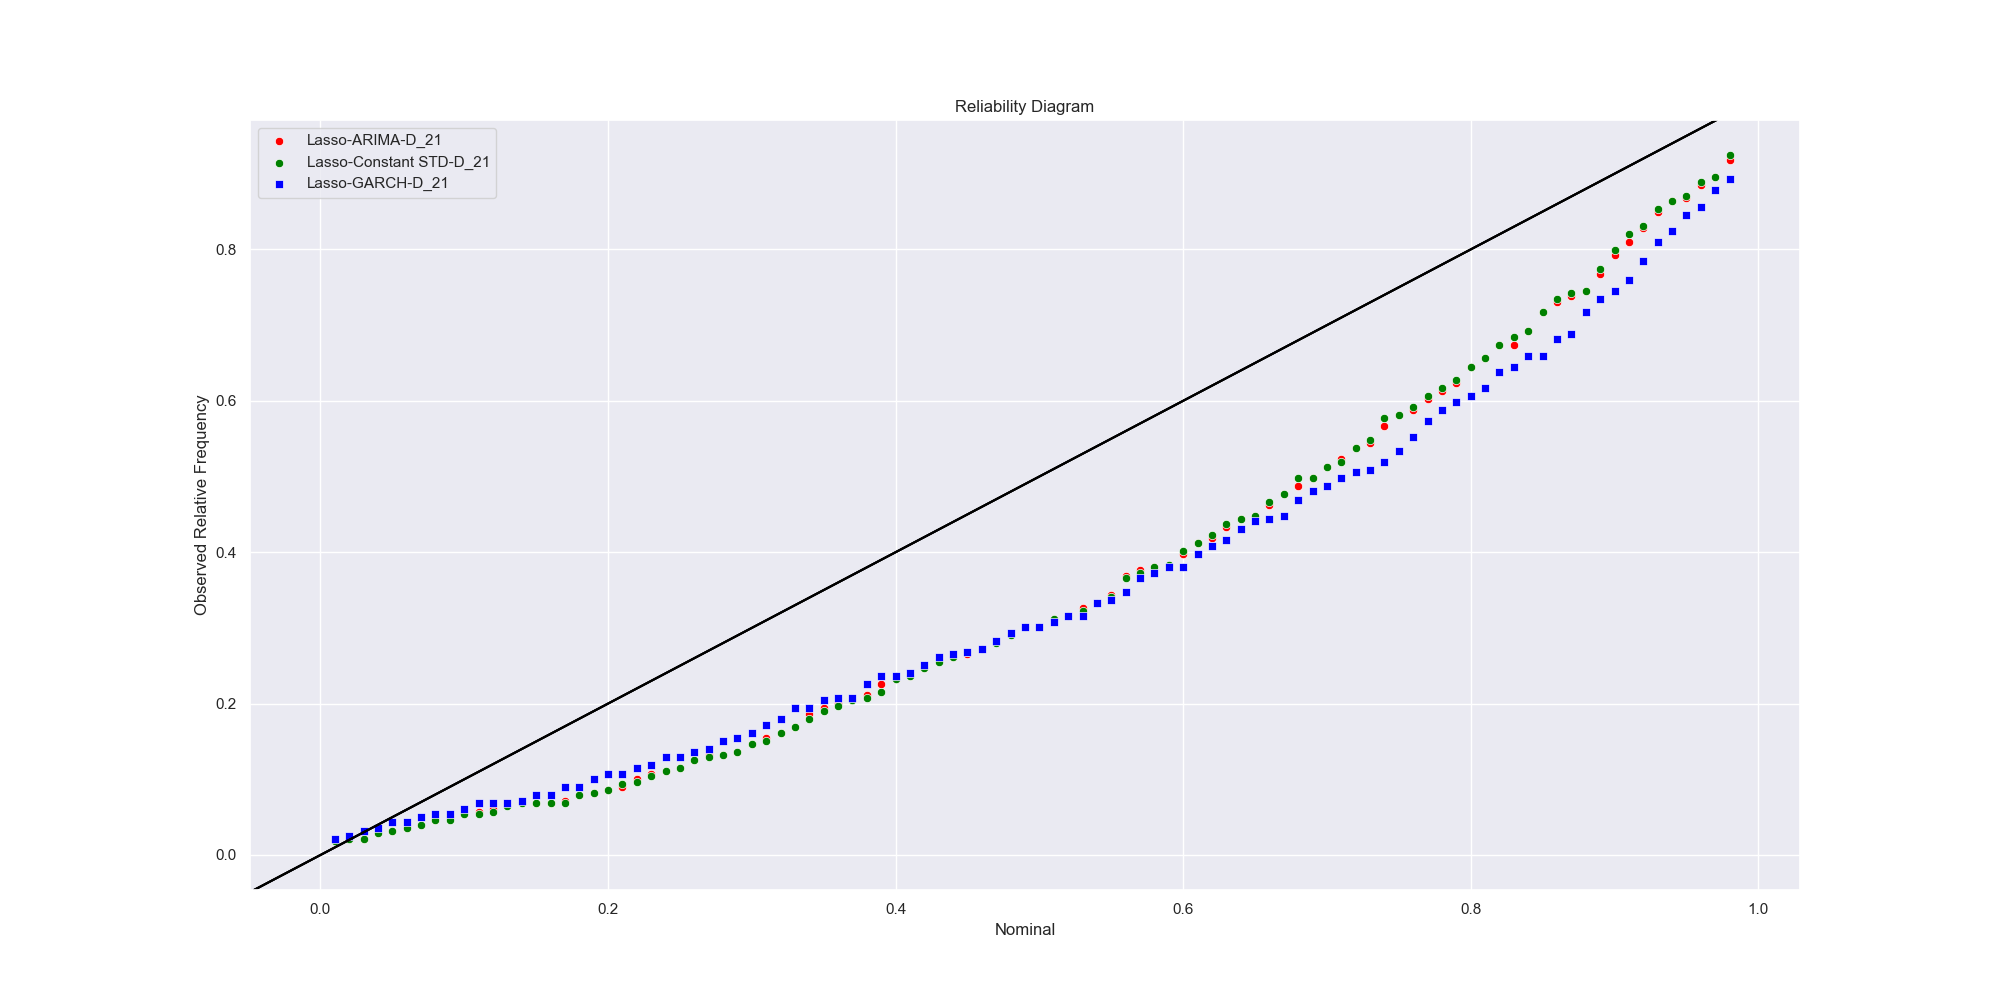 Reliability Diagram
Lasso-ARIMA-D_21
Lasso-Constant STD-D_21
Lasso-GARCH-D_21
Observed Relative Frequency
0.8
0.6
0.4
0.2
0.0
0.0 0.2 0.4 0.6 0.8 1.0
Nominal